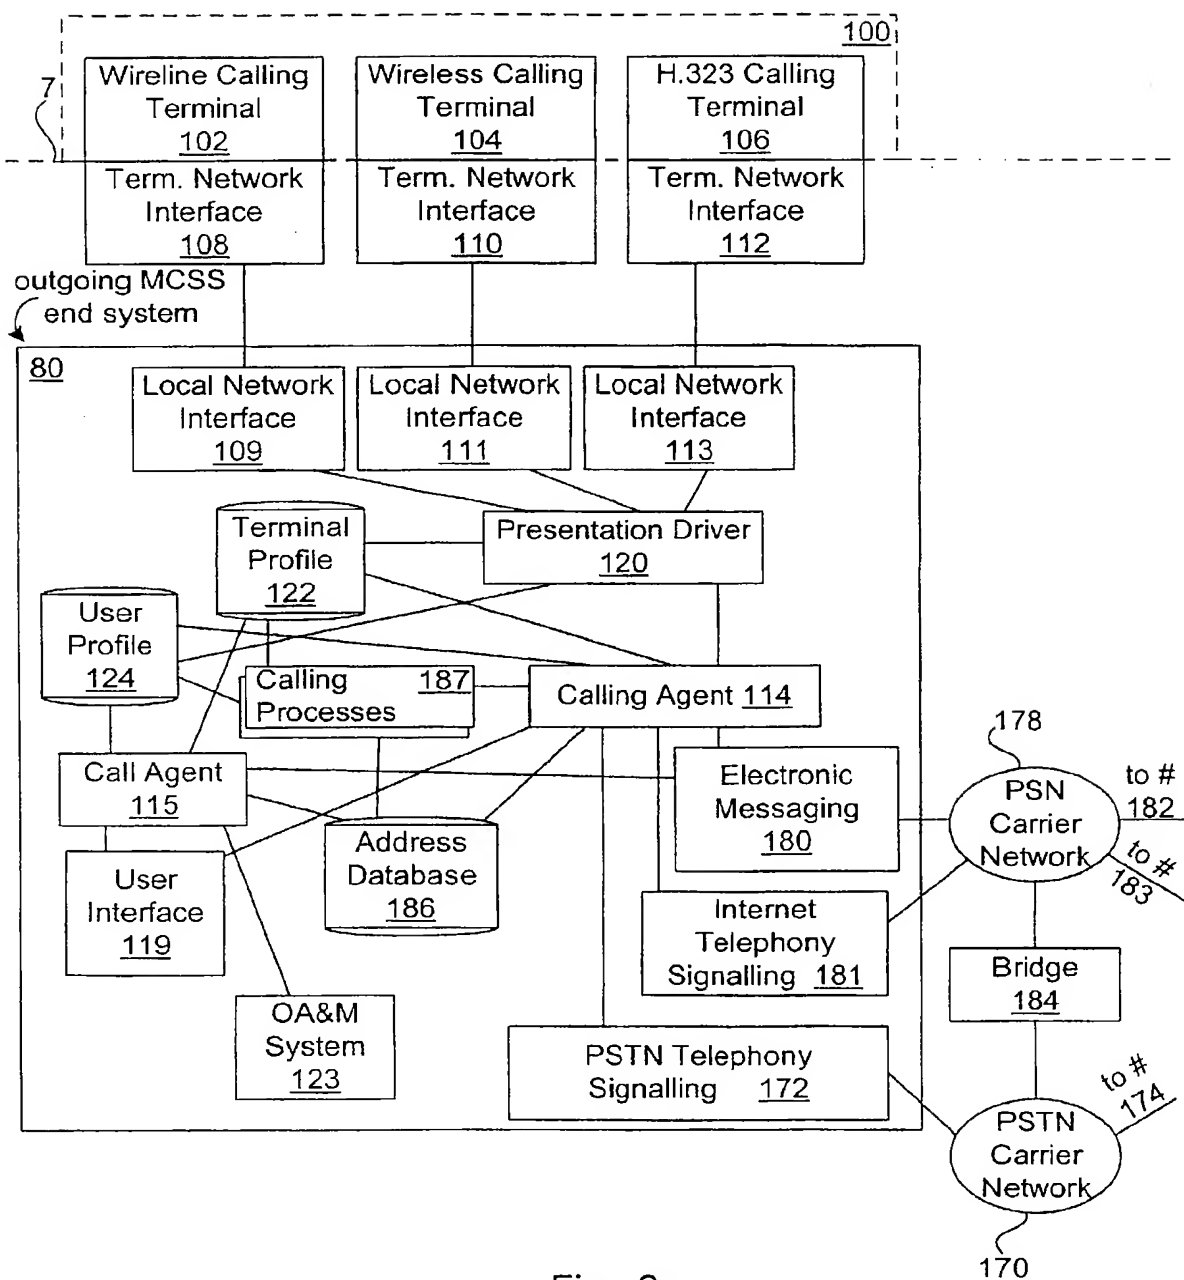 100
7
Wireline Calling
Terminal
102
Wireless Calling
Terminal
104
H.323 Calling
Terminal
106
Term. Network
Interface
108
Term. Network
Interface
110
Term. Network
Interface
112
outgoing MCSS
end system
80
Local Network
Interface
109
Local Network
Interface
111
Local Network
Interface
113
Terminal
Profile
122
Presentation Driver
120
User
Profile
124
Calling
Processes
187
Calling Agent 114
Call Agent
115
Electronic
Messaging
180
178
PSN
Carrier
Network
to #
182
to #
183
User
Interface
119
Address
Database
186
Internet
Telephony
Signalling 181
Bridge
184
OA&M
System
123
PSTN Telephony
Signalling 172
to #
174
PSTN
Carrier
Network
170